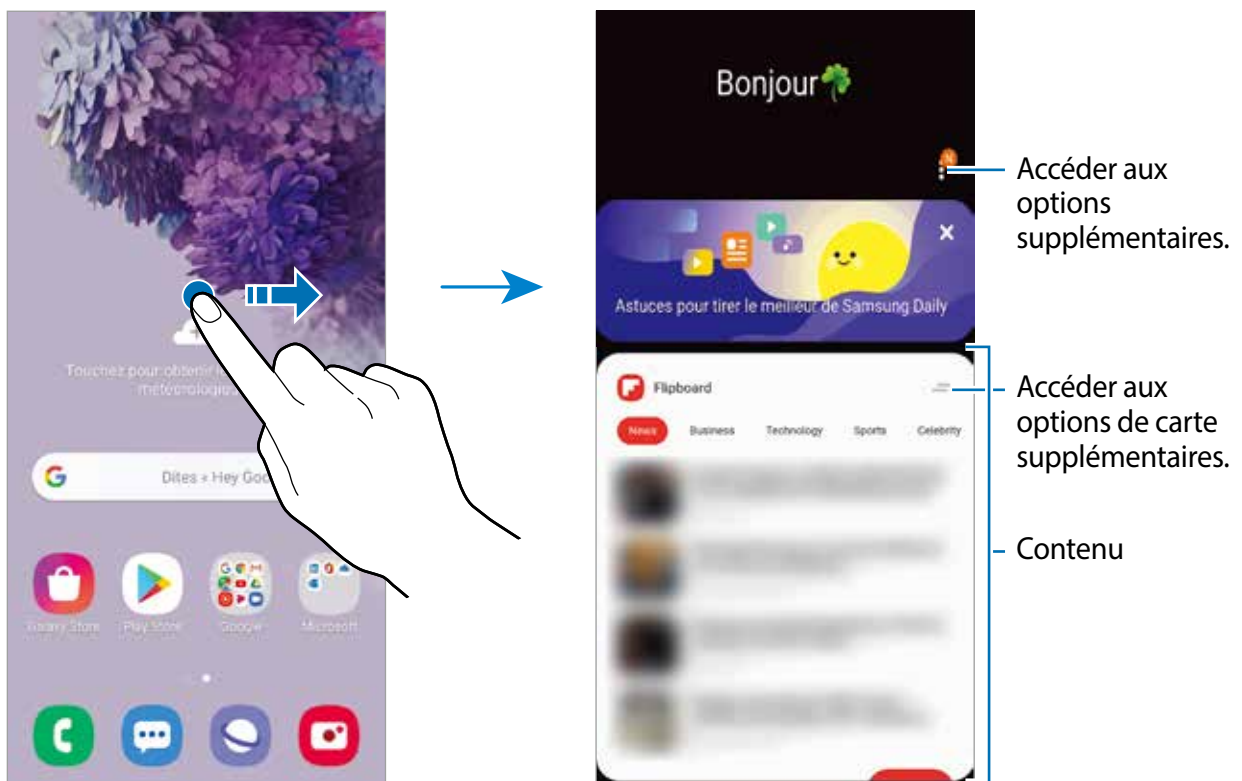 Touchez pour obtenir
météorologiques
G
Dites « Hey Goo
Galaxy Store
Play Store
Google
Microsoft
Bonjour
N
Accéder aux
options
supplémentaires.
Astuces pour tirer le meilleur de Samsung Daily
Flipboard
News Business Technology Sports Celebrity
Accéder aux
options de carte
supplémentaires.
Contenu